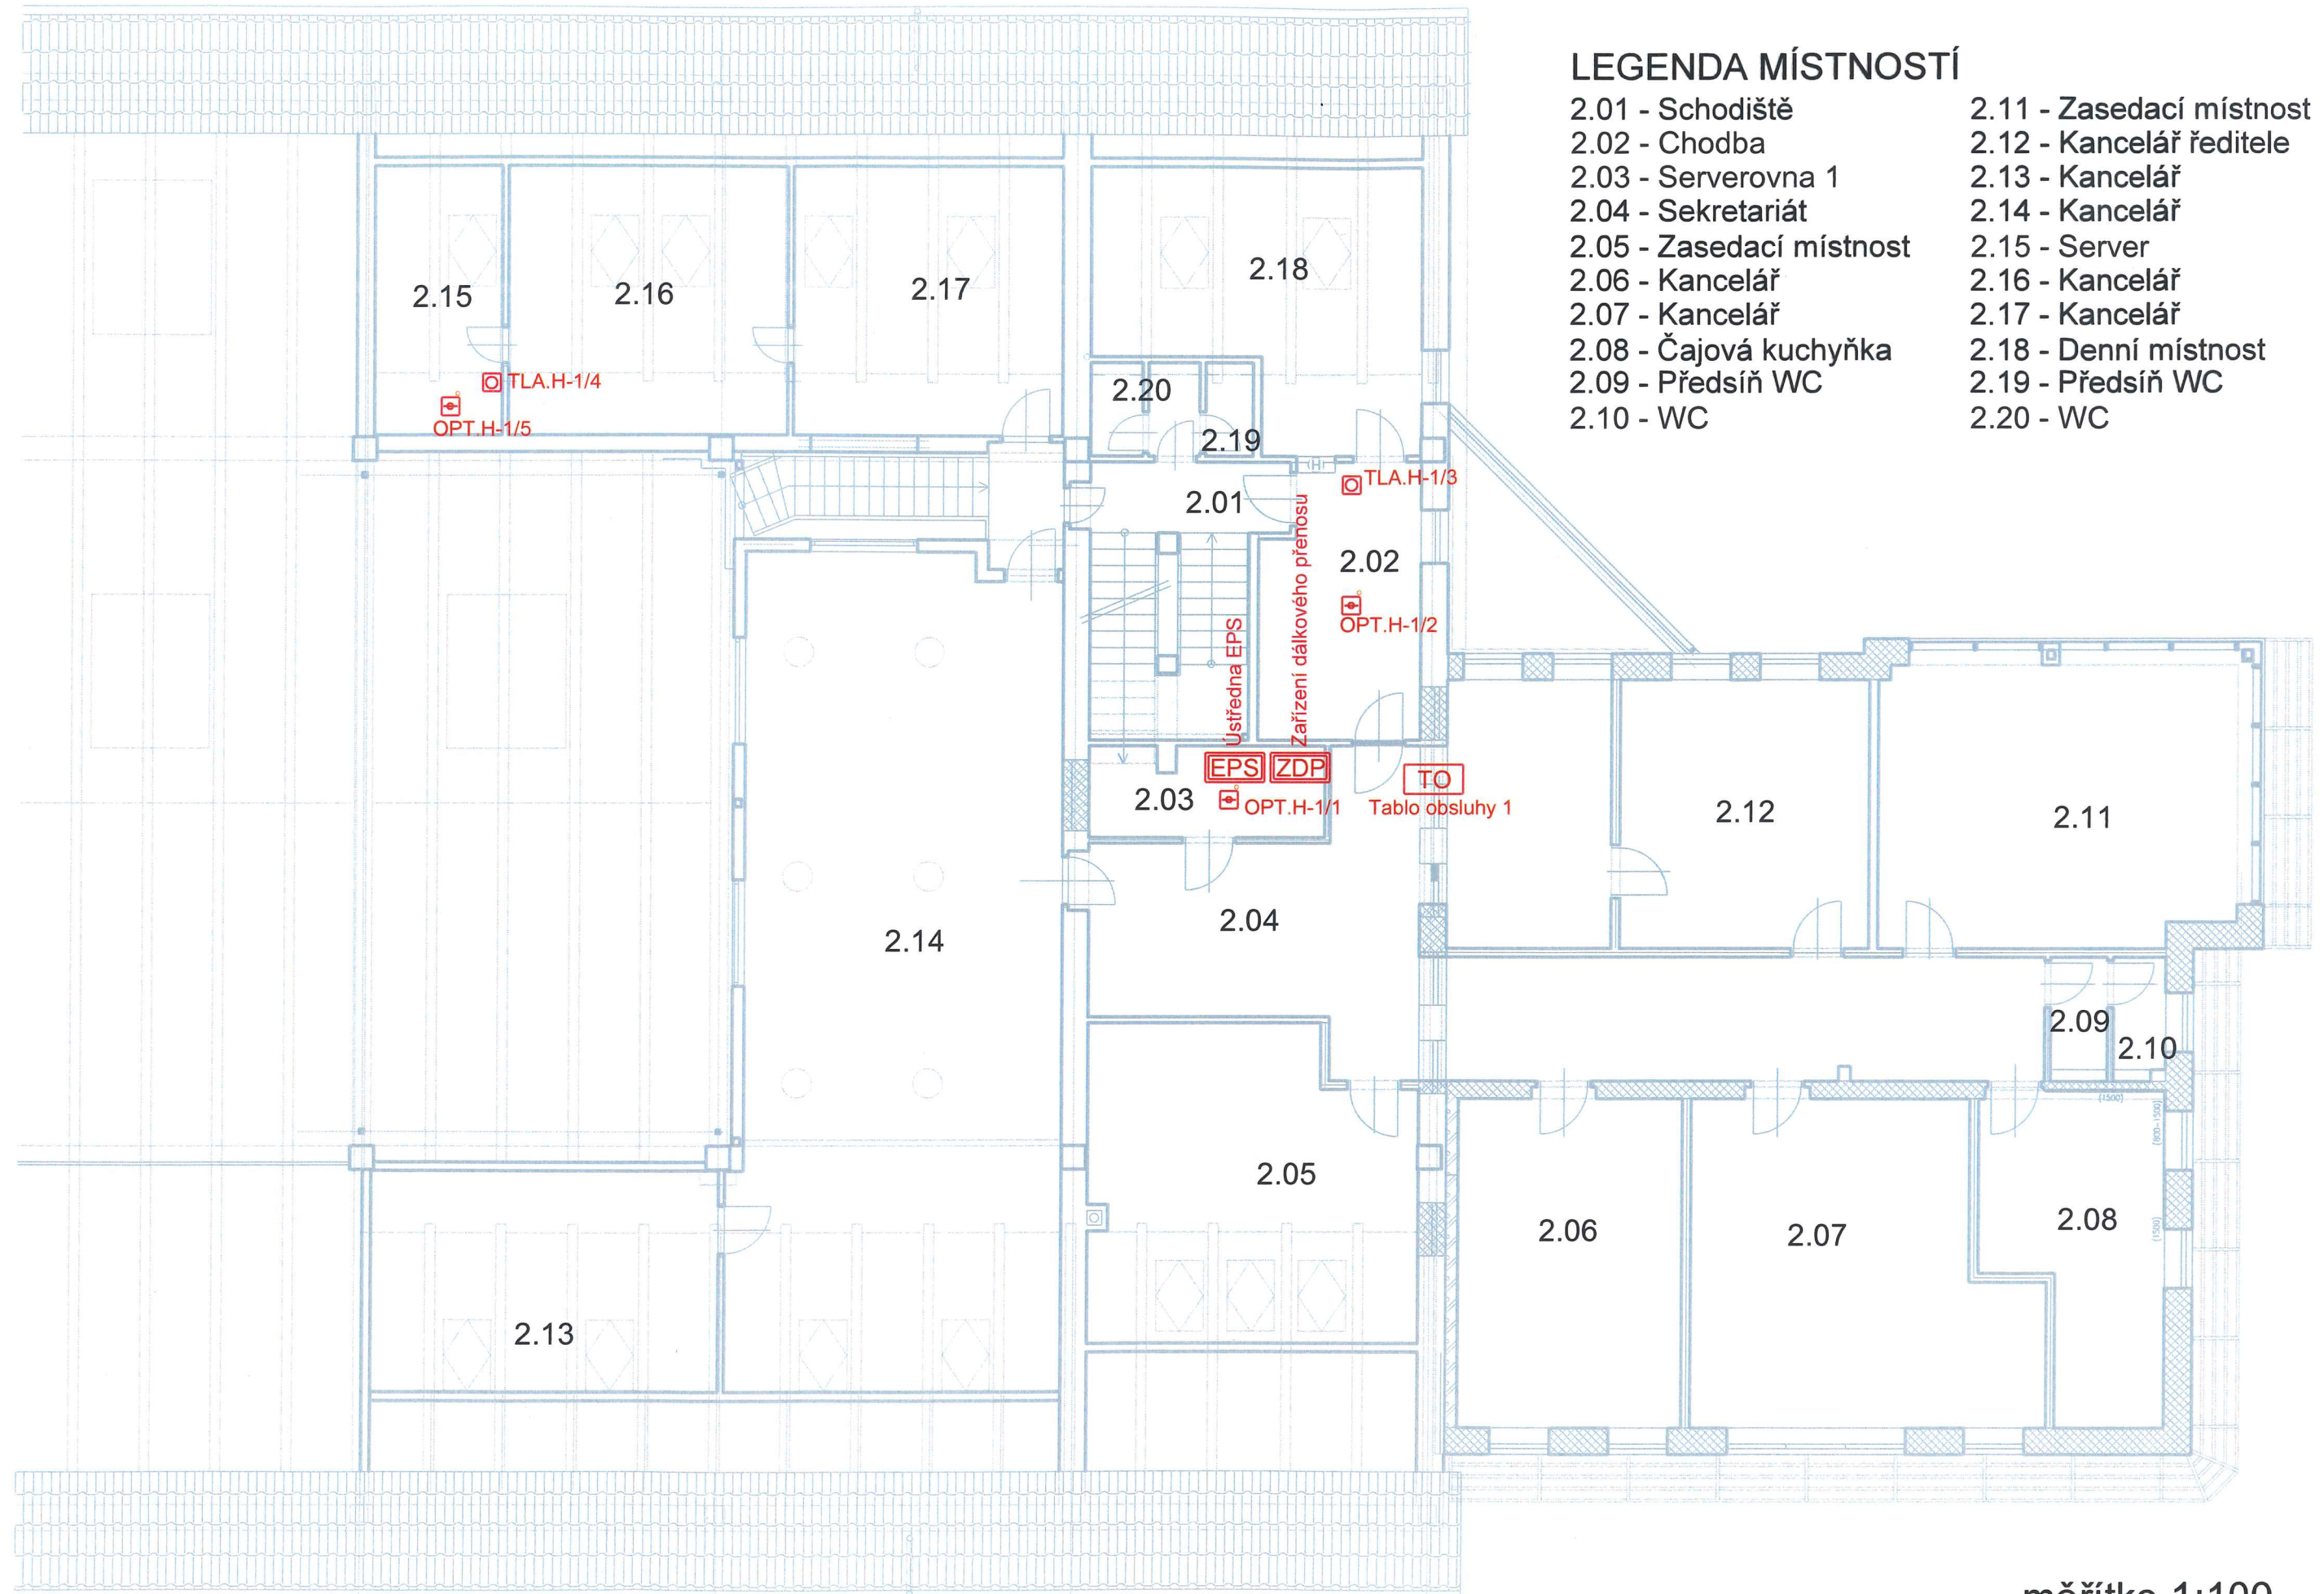 LEGENDA MÍSTNOSTÍ
2.01 - Schodiště
2.02 - Chodba
2.03 - Serverovna 1
2.04 - Sekretariát
2.05 - Zasedací místnost
2.06 - Kancelář
2.07 - Kancelář
2.08 - Čajová kuchyňka
2.09 - Předsíň WC
2.10 - WC
2.11 - Zasedací místnost
2.12 - Kancelář ředitele
2.13 - Kancelář
2.14 - Kancelář
2.15 - Server
2.16 - Kancelář
2.17 - Kancelář
2.18 - Denní místnost
2.19 - Předsíň WC
2.20 - WC
2.15
2.16
2.17
2.18
TLA.H-1/4
OPT.H-1/5
2.20
2.19
2.01
TLA.H-1/3
H
2.02
OPT.H-1/2
Ústředna EPS
Zařízení dálkového přenosu
EPS
ZDP
TO
2.03
OPT.H-1/1
Tablo obsluhy 1
2.12
2.11
2.04
2.14
2.09
2.10
(1500)
(800-1500)
2.05
2.06
2.07
2.08
(1500)
2.13
měřítko 1:100